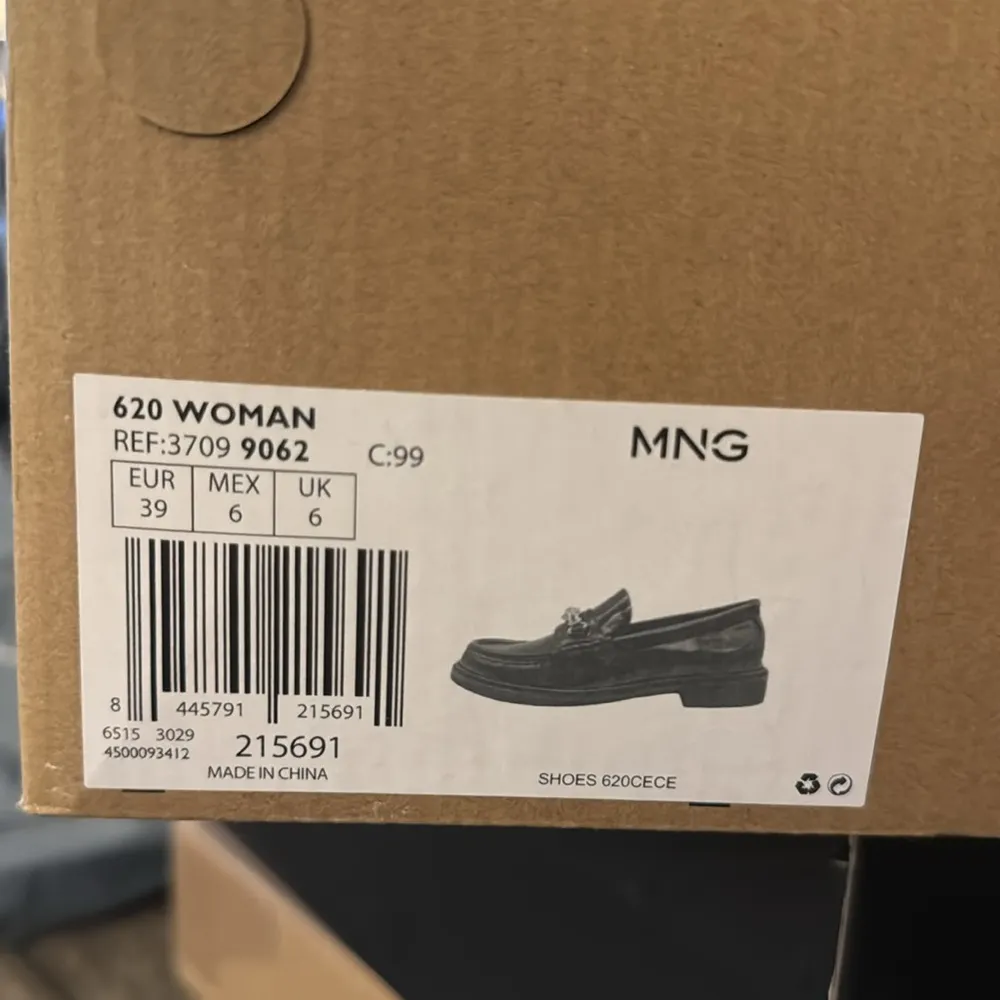 620 WOMAN
REF:3709 9062
C:99
MNG
EUR MEX UK
39 6 6
8 445791 215691
6515 3029
4500093412
215691
MADE IN CHINA
SHOES 620CECE